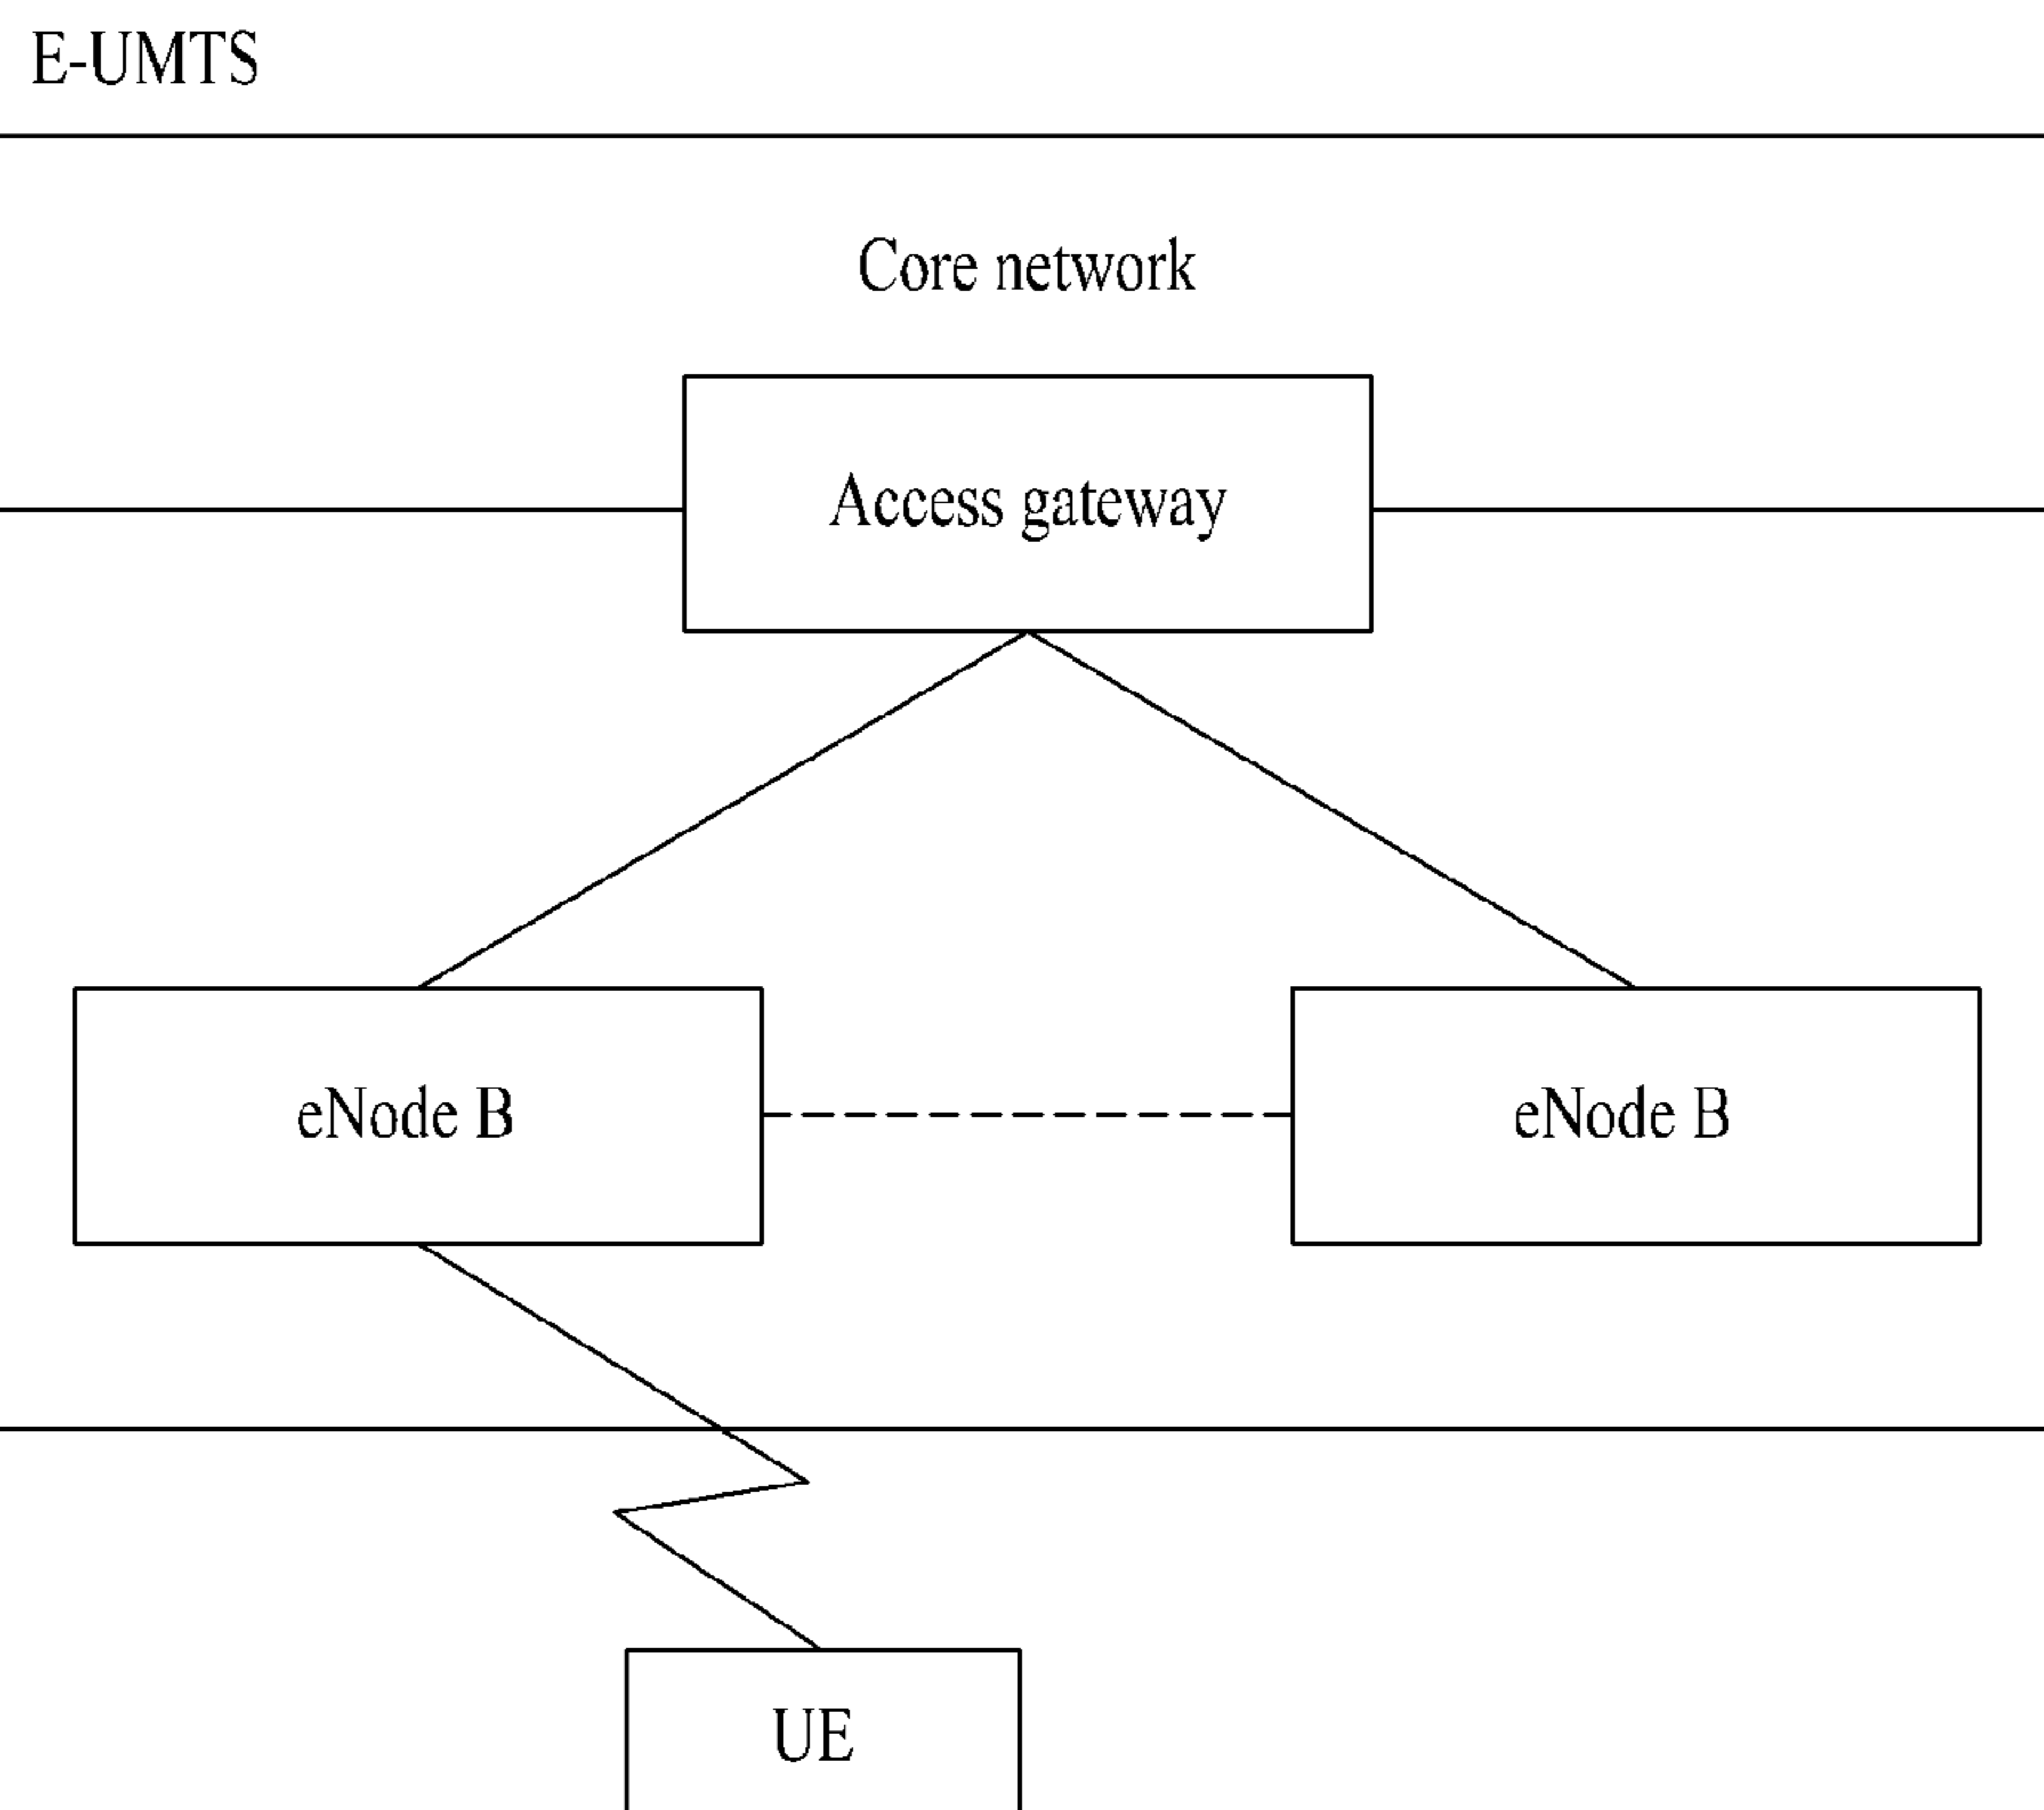 E-UMTS
Core network
Access gateway
eNode B
eNode B
UE